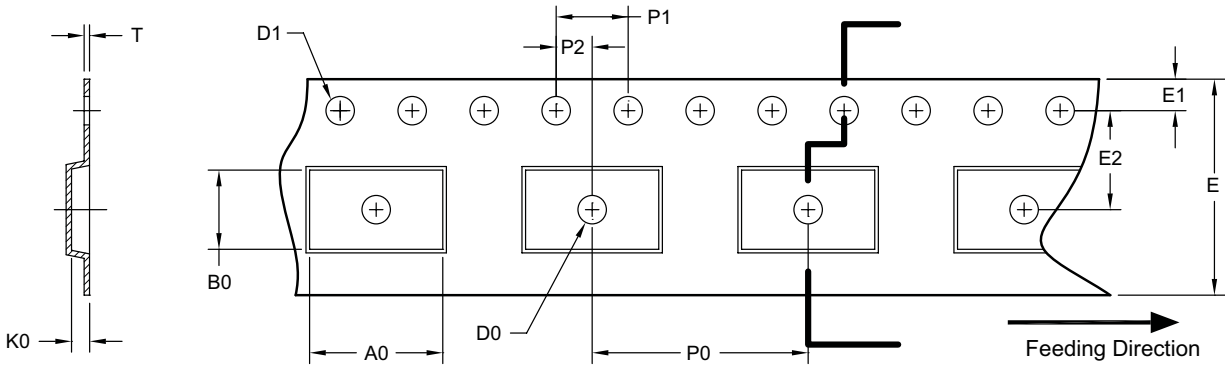 P1
T
D1
P2
E1
E2
E
B0
D0
K0
A0
P0
Feeding Direction